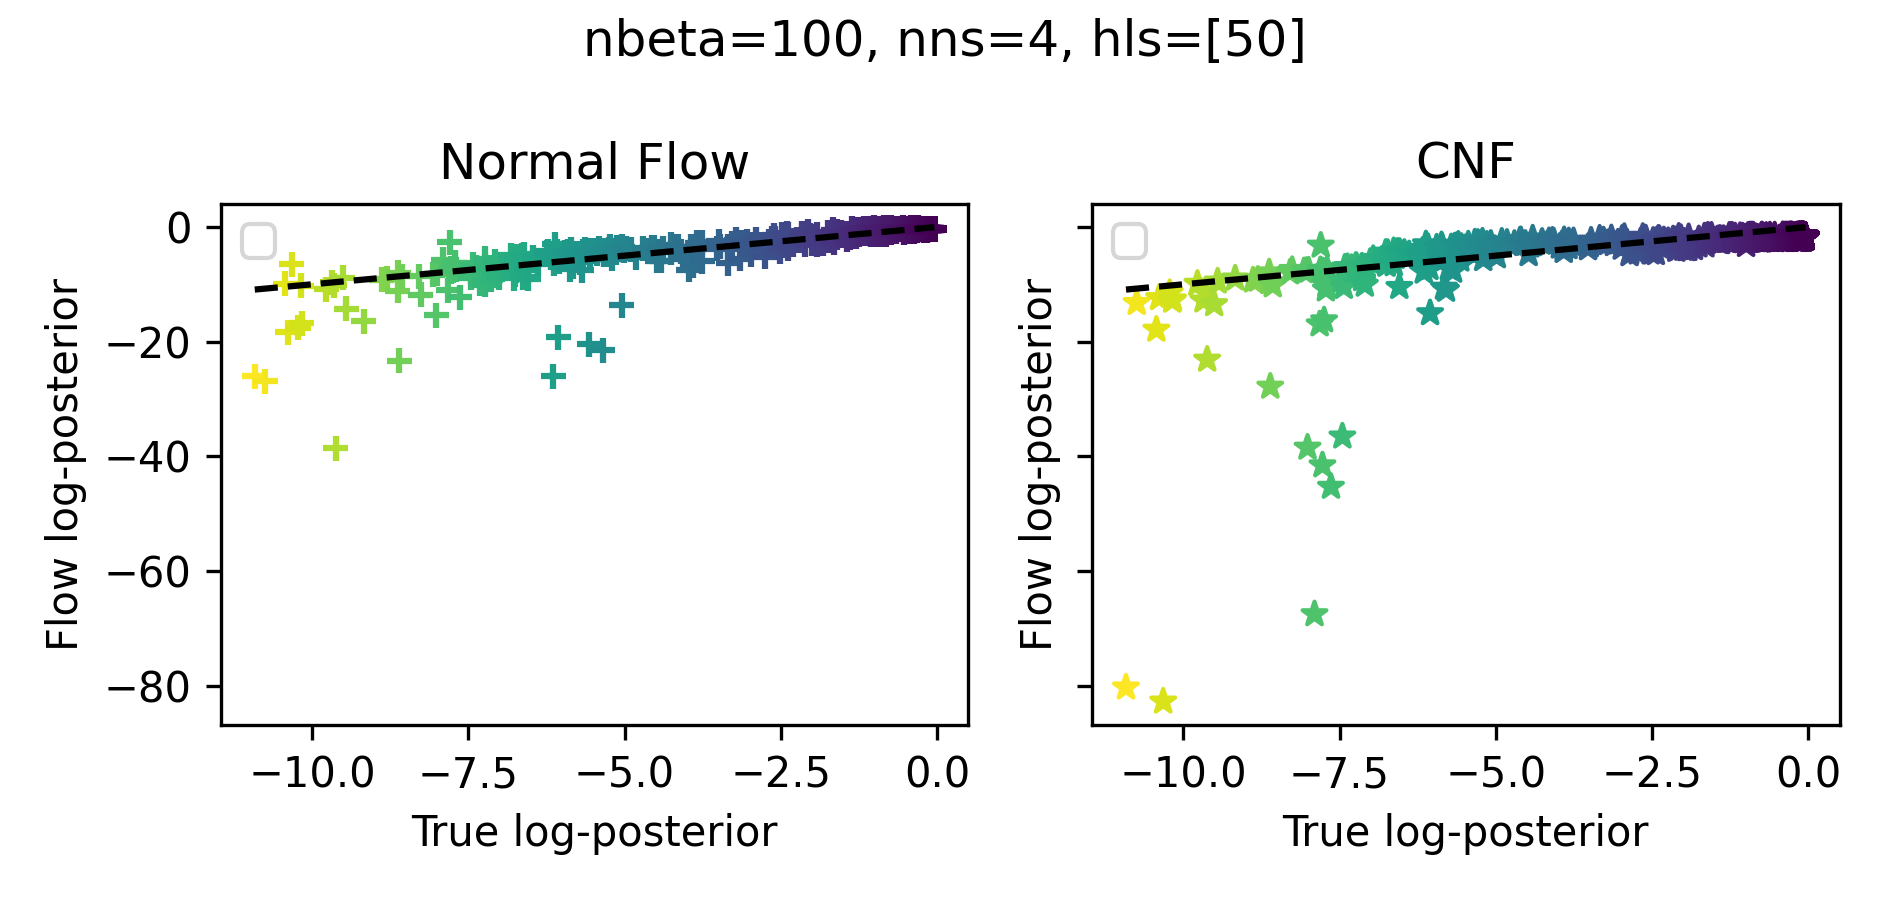 nbeta=100, nns=4, hls=[50]
Normal Flow
CNF
Flow log-posterior
0
−20
−40
−60
−80
−10.0 −7.5 −5.0 −2.5 0.0
True log-posterior
Flow log-posterior
−10.0 −7.5 −5.0 −2.5 0.0
True log-posterior